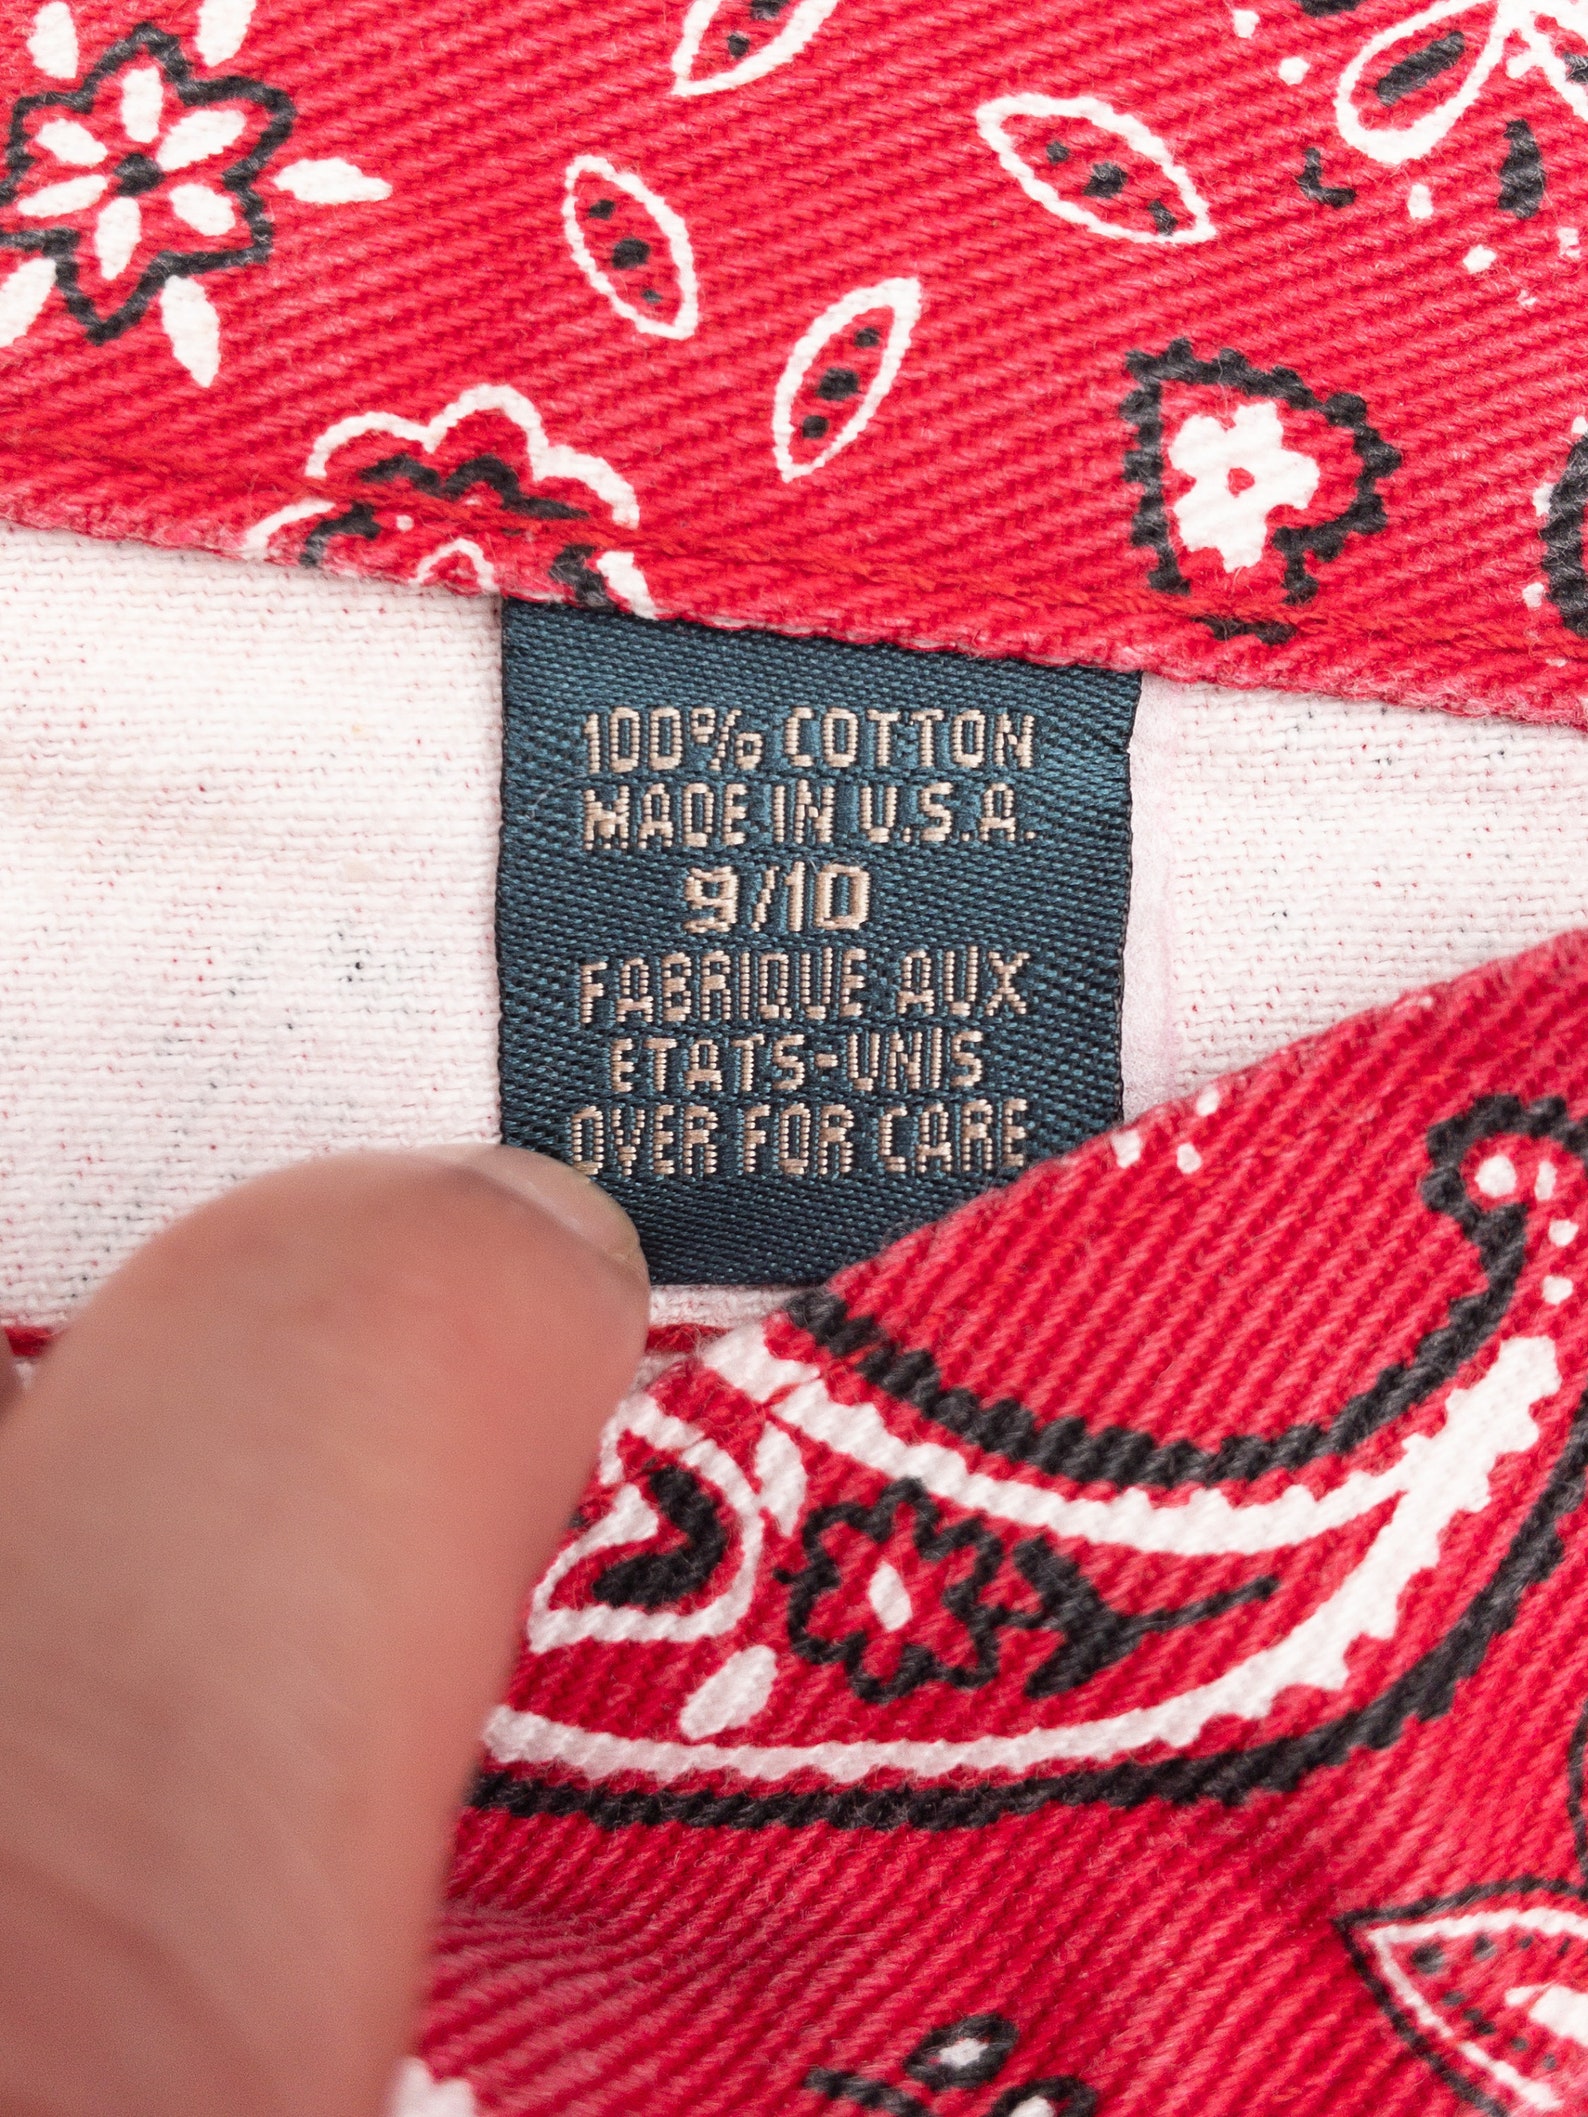 100% COTTON
MADE IN U.S.A.
9/10
FABRIQUE AUX
ETATS-UNIS
OVER FOR CARE